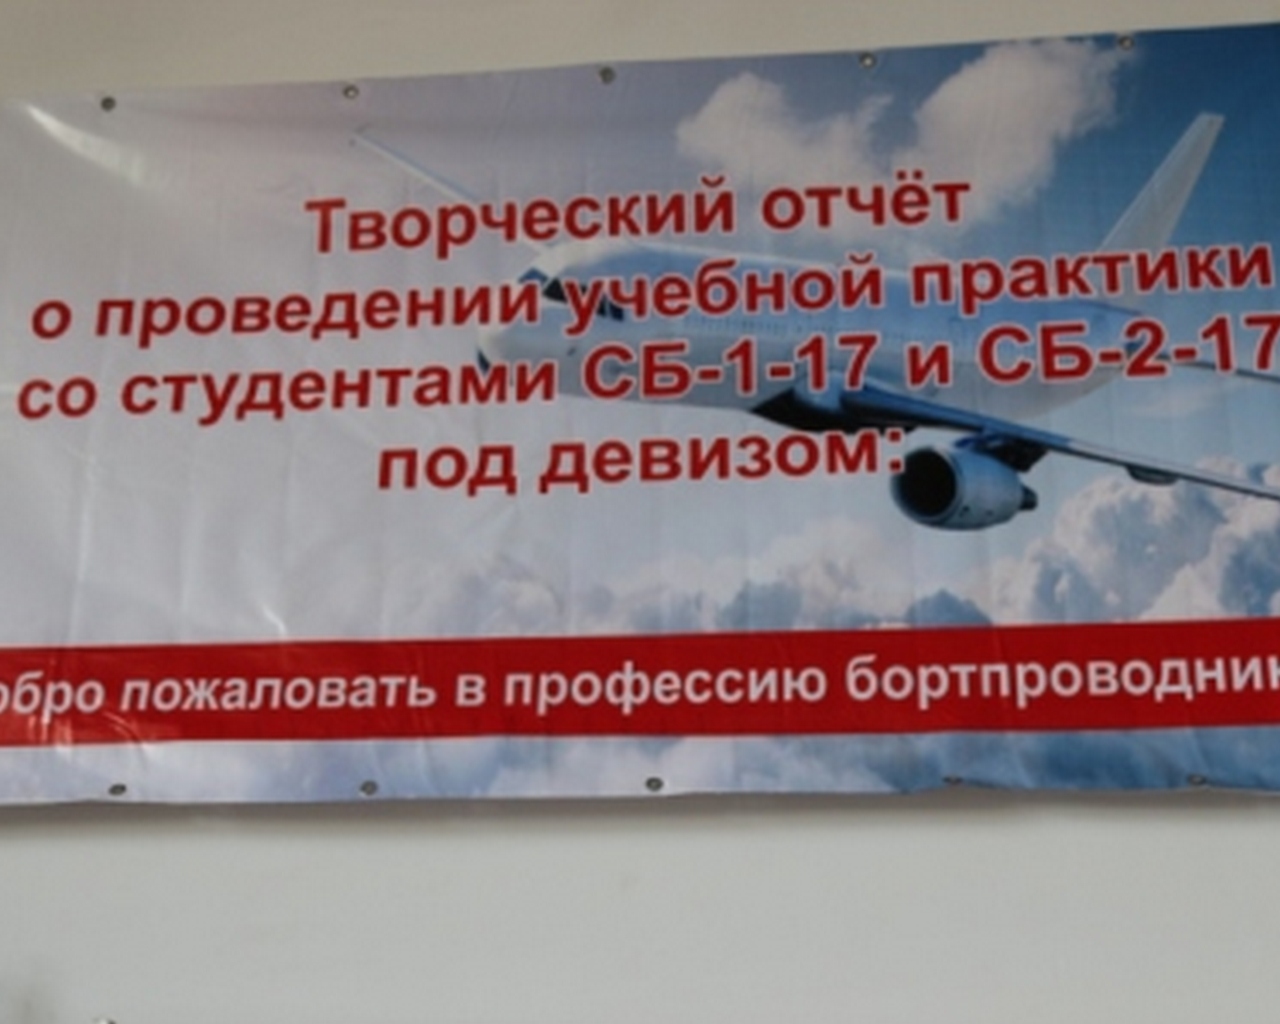 Творческий отчёт
о проведении учебной практики
со студентами СБ-1-17 и СБ-2-17
под девизом:
обро пожаловать в профессию бортпроводник